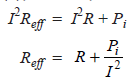 I²R_eff = I²R + P_i
R_eff = R + P_i/I²